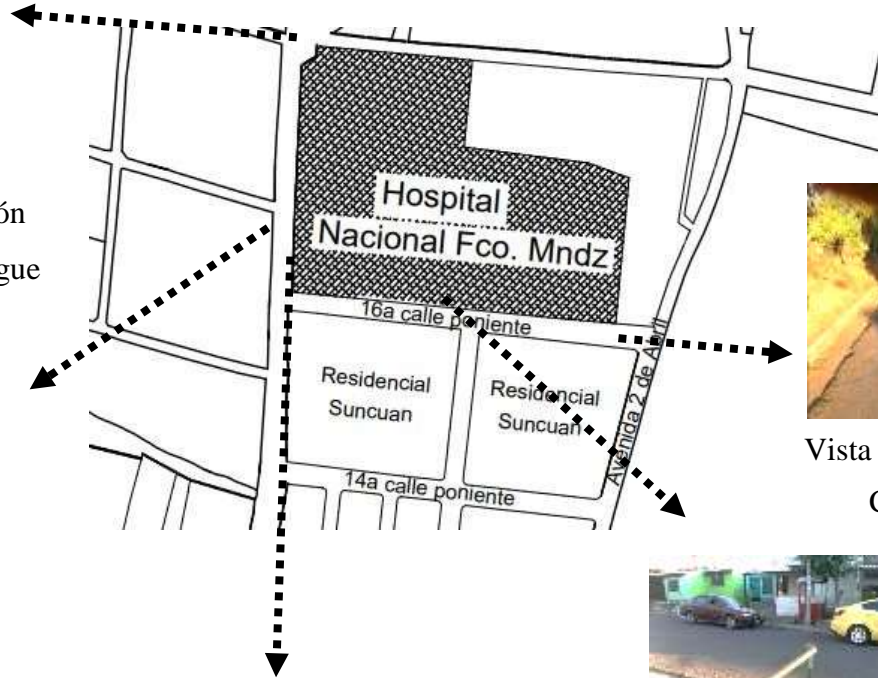 ón
gue
Hospital
Nacional Fco. Mndz
16a calle poniente
Residencial
Suncuan
Residencial
Suncuan
Avenida 2 de Abril
14a calle poniente
Vista
C